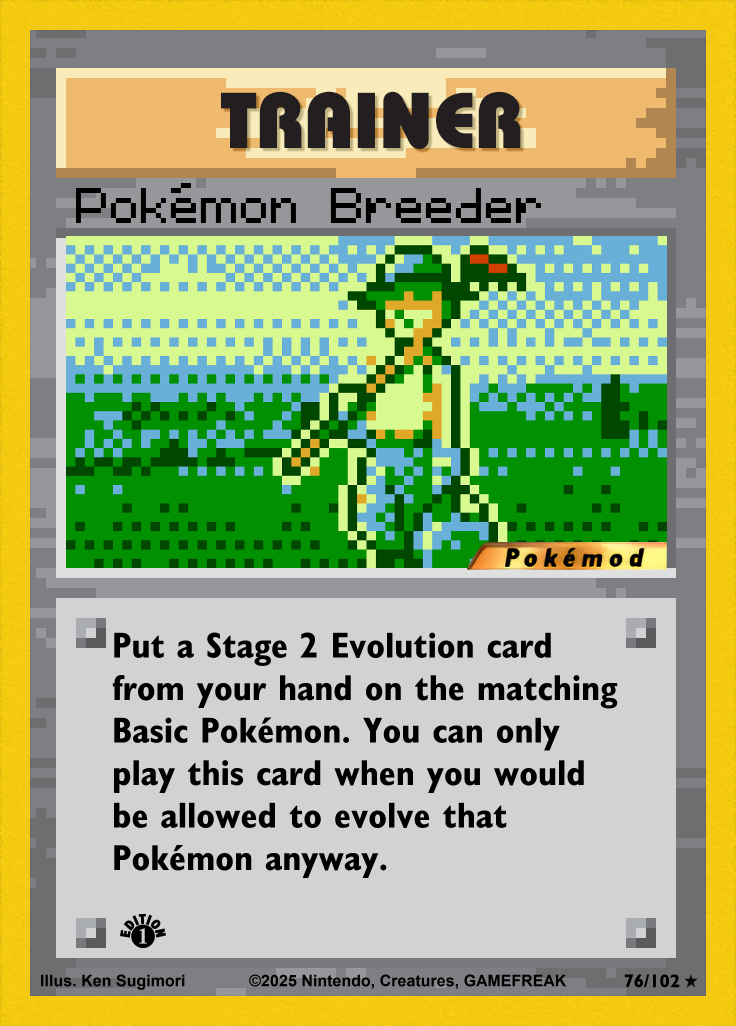 TRAINER
Pokémon Breeder
Pokémod
Put a Stage 2 Evolution card
from your hand on the matching
Basic Pokémon. You can only
play this card when you would
be allowed to evolve that
Pokémon anyway.
EDITION 1
Illus. Ken Sugimori ©2025 Nintendo, Creatures, GAMEFREAK 76/102 ★